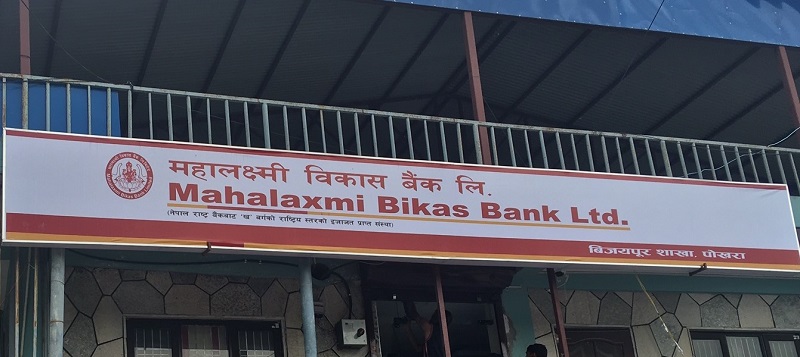 महालक्ष्मी विकास बैंक लि.
Mahalaxmi Bikas Bank Ltd.
(नेपाल राष्ट्र बैंकबाट 'ख' वर्गको राष्ट्रिय स्तरको इजाजत प्राप्त संस्था)
बिजयपूर शाखा, पोखरा